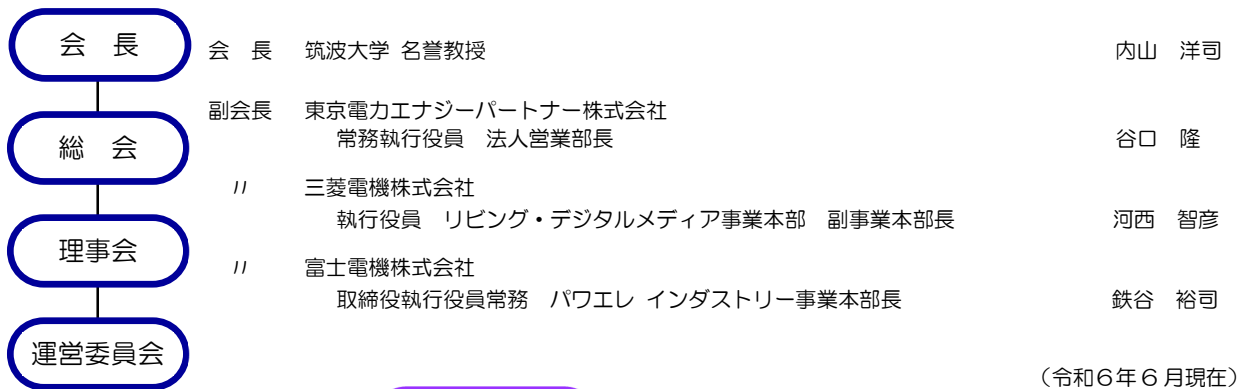 会　長
総　会
理事会
運営委員会
会　長　筑波大学 名誉教授　内山　洋司
副会長　東京電力エナジーパートナー株式会社
常務執行役員　法人営業部長　谷口　隆
〃　三菱電機株式会社
執行役員　リビング・デジタルメディア事業本部　副事業本部長　河西　智彦
〃　富士電機株式会社
取締役執行役員常務　パワエレ インダストリー事業本部長　鉄谷　裕司
（令和６年６月現在）